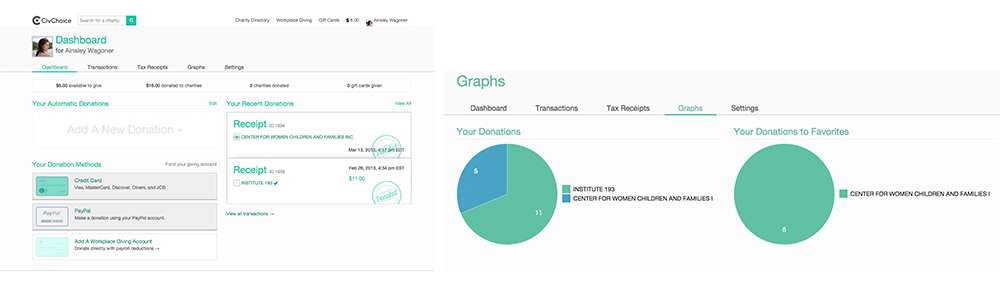 CivChoice
Search for a charity
Charity Directory Workplace Giving Gift Cards $ 6.00 Ainsley Wagoner
Dashboard
for Ainsley Wagoner
Dashboard Transactions Tax Receipts Graphs Settings
$6.00 available to give $16.00 donated to charities 2 charities donated 0 gift cards given
Your Automatic Donations Edit
Add A New Donation »
Your Donation Methods Fund your giving account
Credit Card
Visa, MasterCard, Discover, Diners, and JCB
PayPal
PayPal
Make a donation using your PayPal account.
Add A Workplace Giving Account
Donate directly with payroll deductions →
Your Recent Donations View All
Receipt ID 1994
CENTER FOR WOMEN CHILDREN AND FAMILIES INC
Donated
Mar 13, 2013, 4:17 pm EDT
Receipt ID 1959
Feb 26, 2013, 4:34 pm EST
INSTITUTE 193
$11.00
Donated
View all transactions →
Graphs
Dashboard Transactions Tax Receipts Graphs Settings
Your Donations
5
11
INSTITUTE 193
CENTER FOR WOMEN CHILDREN AND FAMILIES I
Your Donations to Favorites
5
CENTER FOR WOMEN CHILDREN AND FAMILIES I